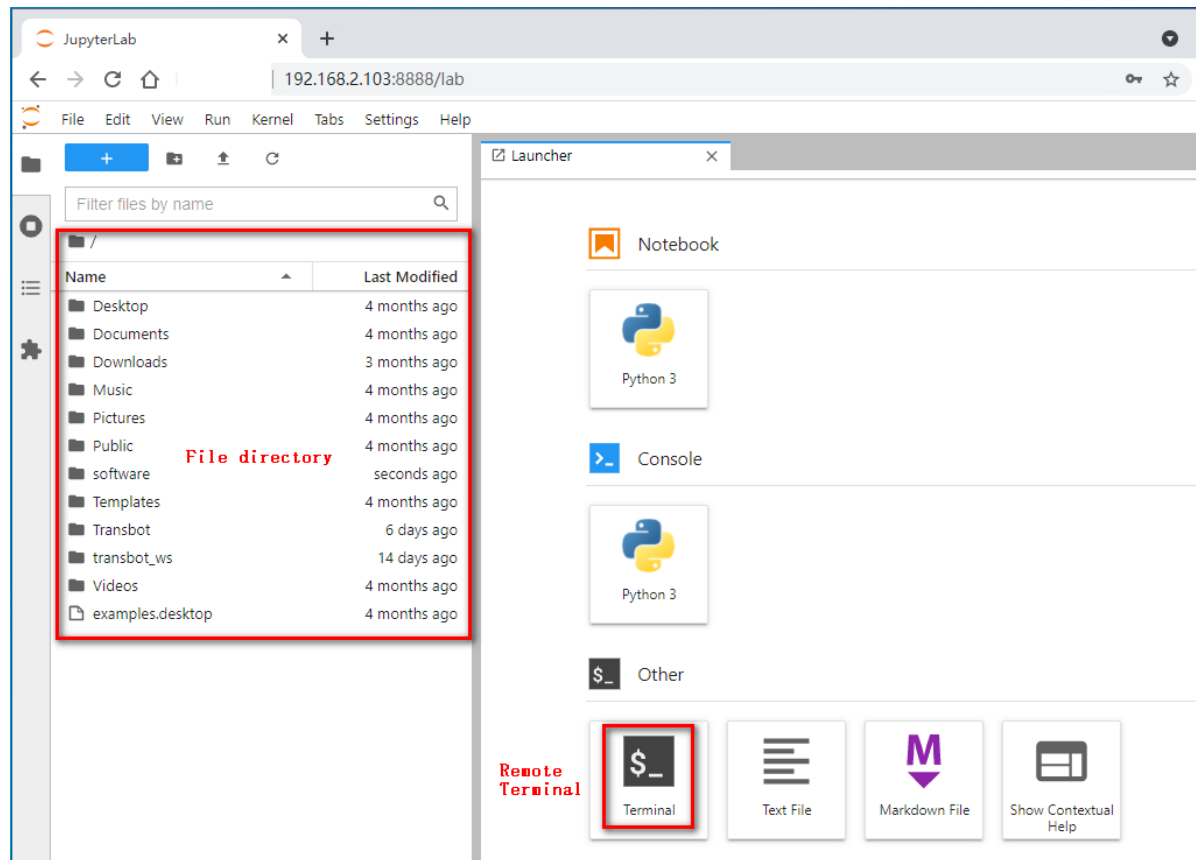 JupyterLab
192.168.2.103:8888/lab
File Edit View Run Kernel Tabs Settings Help
+
Filter files by name
/
Name Last Modified
Desktop 4 months ago
Documents 4 months ago
Downloads 3 months ago
Music 4 months ago
Pictures 4 months ago
Public 4 months ago
File directory
software seconds ago
Templates 4 months ago
Transbot 6 days ago
transbot_ws 14 days ago
Videos 4 months ago
examples.desktop 4 months ago
Launcher
Notebook
Python 3
>_ Console
Python 3
$_ Other
Remote
Terminal
$_
Terminal
Text File
M
Markdown File
Show Contextual
Help